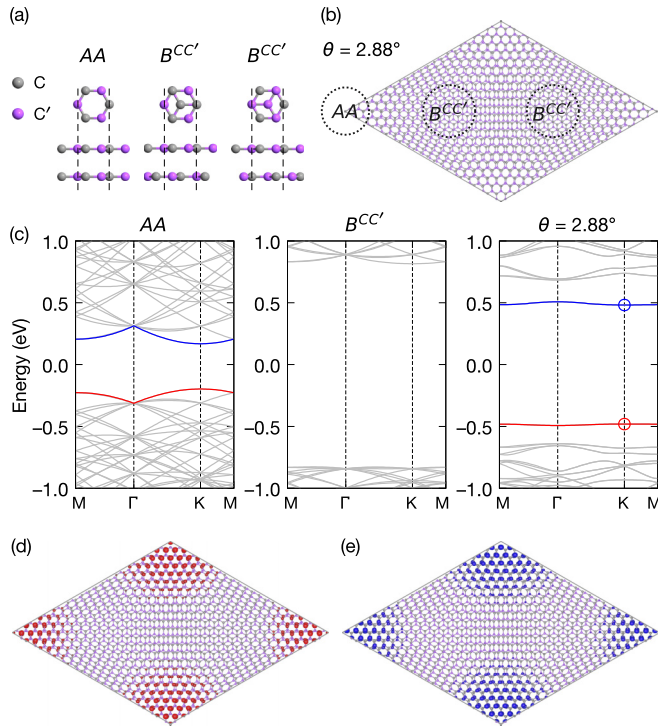 (a)
AA
B^{CC′}
B^{CC′}
C
C′
(b)
θ = 2.88°
AA
B^{CC′}
B^{CC′}
(c)
AA
B^{CC′}
θ = 2.88°
Energy (eV)
1.0
0.5
0.0
−0.5
−1.0
M Γ K M
1.0
0.5
0.0
−0.5
−1.0
M Γ K M
1.0
0.5
0.0
−0.5
−1.0
M Γ K M
(d)
(e)